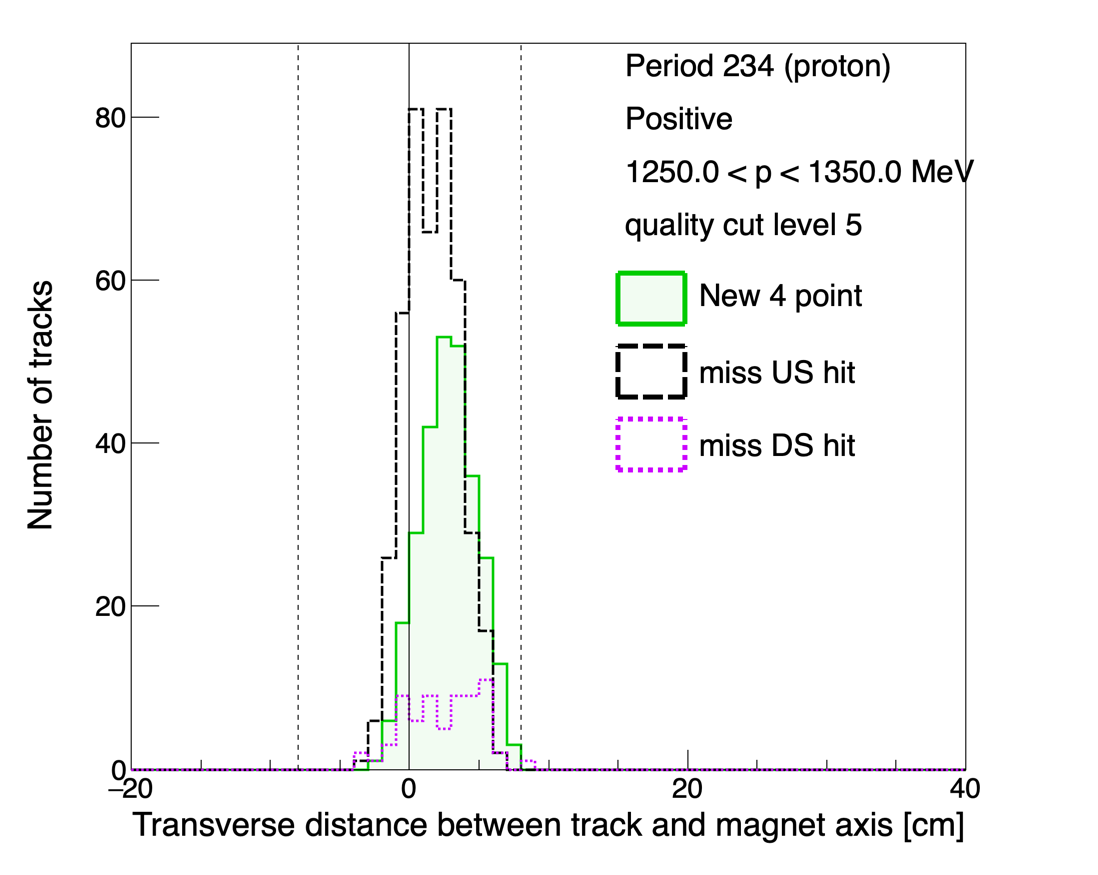 Period 234 (proton)
Positive
1250.0 < p < 1350.0 MeV
quality cut level 5
New 4 point
miss US hit
miss DS hit
Number of tracks
80
60
40
20
0
−20
0
20
40
Transverse distance between track and magnet axis [cm]